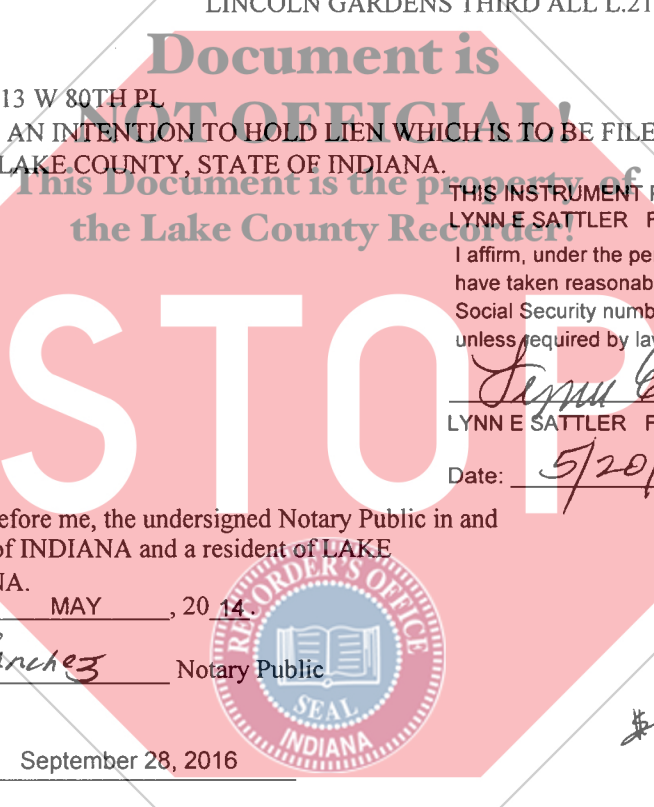 LINCOLN GARDENS THIRD ALL L.21
Document is
13 W 80TH PL
NOT OFFICIAL!
AN INTENTION TO HOLD LIEN WHICH IS TO BE FILE
LAKE COUNTY, STATE OF INDIANA.
This Document is the property of
the Lake County Recorder!
THIS INSTRUMENT
LYNN E SATTLER F
I affirm, under the pe
have taken reasonab
Social Security numb
unless required by la
STOP
Lynn
LYNN E SATTLER
Date: 5/20/
efore me, the undersigned Notary Public in and
of INDIANA and a resident of LAKE
NA.
MAY , 20 14.
nchez Notary Public
RECORDER'S OFFICE
SEAL
INDIANA
$
September 28, 2016